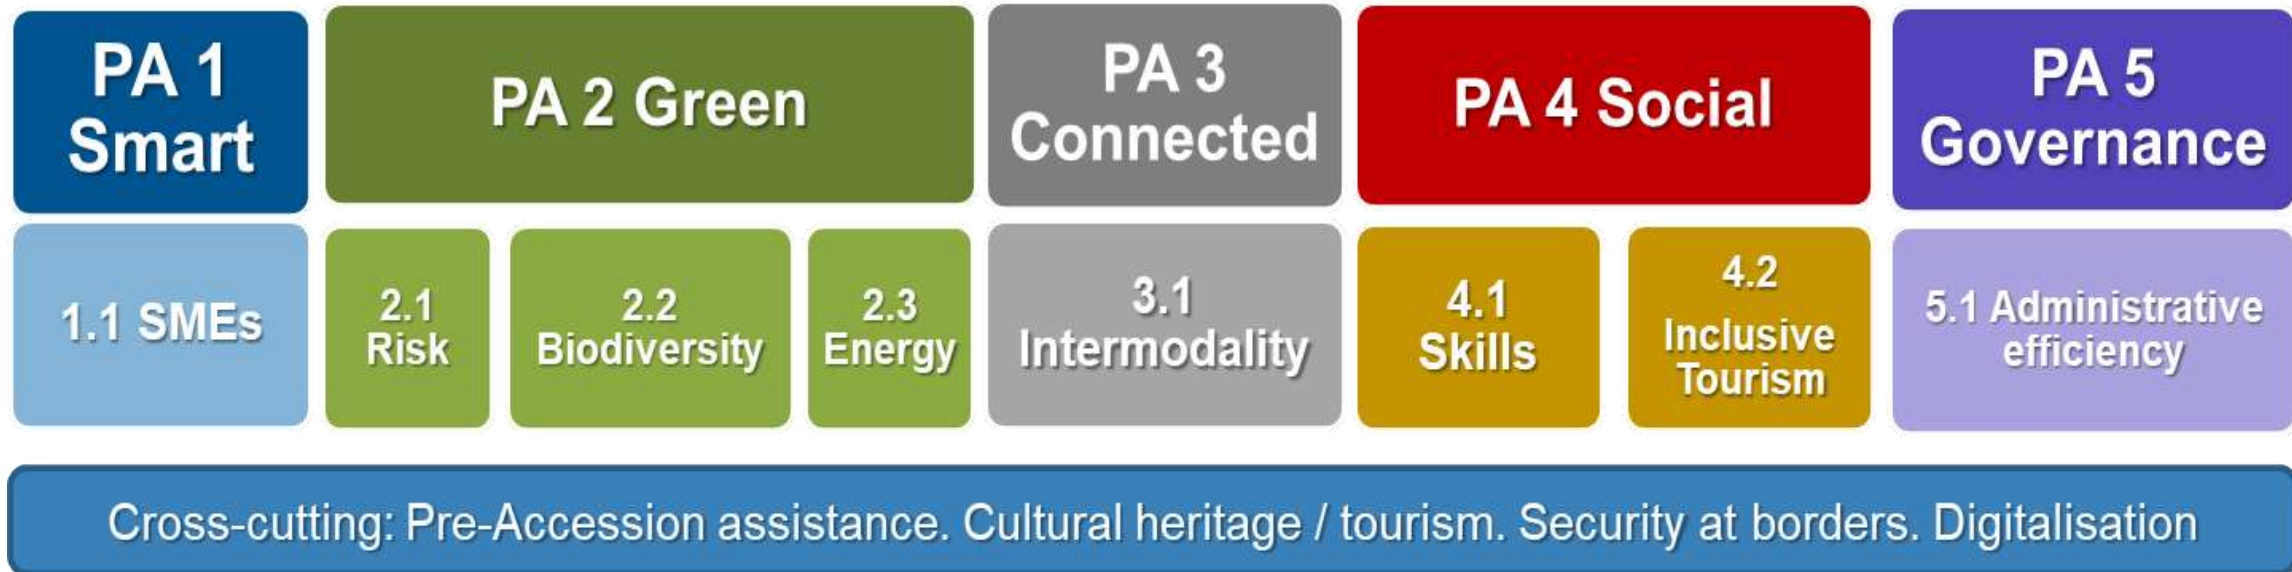 PA 1
Smart
PA 2 Green
PA 3
Connected
PA 4 Social
PA 5
Governance
1.1 SMEs
2.1
Risk
2.2
Biodiversity
2.3
Energy
3.1
Intermodality
4.1
Skills
4.2
Inclusive
Tourism
5.1 Administrative
efficiency
Cross-cutting: Pre-Accession assistance. Cultural heritage / tourism. Security at borders. Digitalisation